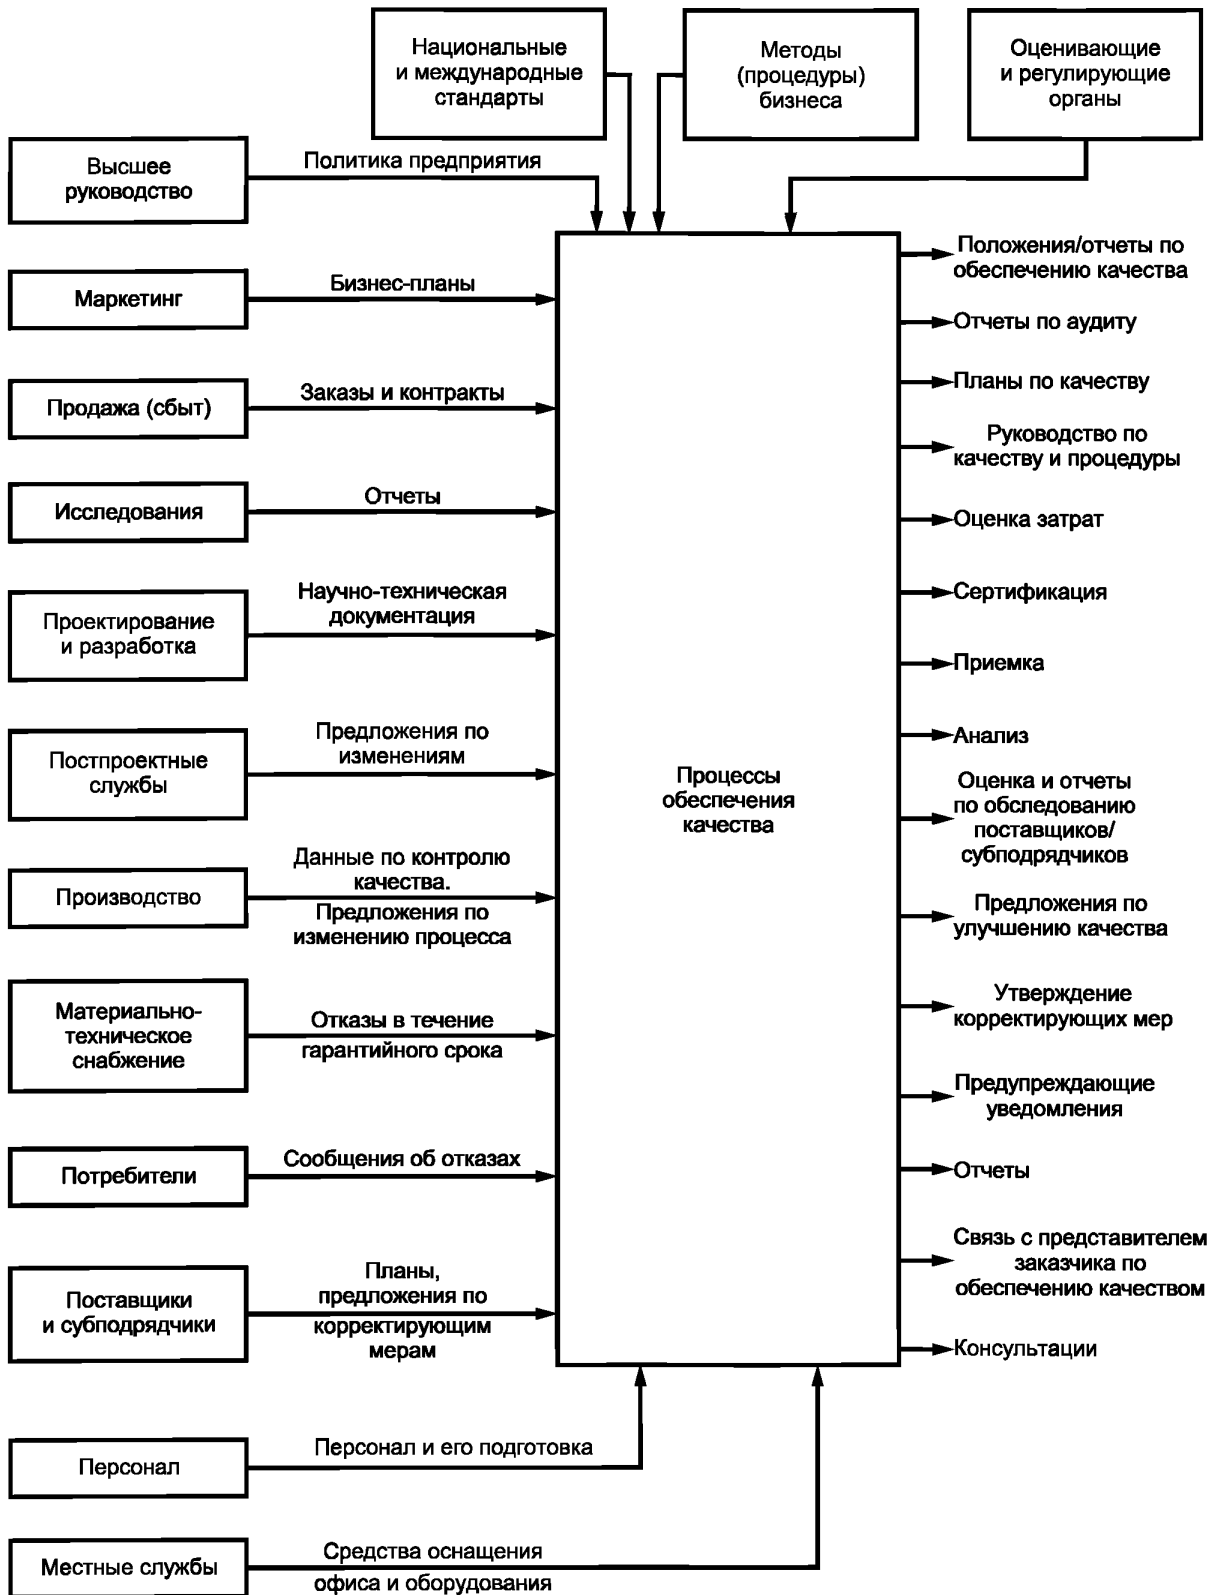 Национальные
и международные
стандарты
Методы
(процедуры)
бизнеса
Оценивающие
и регулирующие
органы
Высшее
руководство
Политика предприятия
Маркетинг
Бизнес-планы
Продажа (сбыт)
Заказы и контракты
Исследования
Отчеты
Проектирование
и разработка
Научно-техническая
документация
Постпроектные
службы
Предложения по
изменениям
Производство
Данные по контролю
качества.
Предложения по
изменению процесса
Материально-
техническое
снабжение
Отказы в течение
гарантийного срока
Потребители
Сообщения об отказах
Поставщики
и субподрядчики
Планы,
предложения по
корректирующим
мерам
Персонал
Персонал и его подготовка
Местные службы
Средства оснащения
офиса и оборудования
Процессы
обеспечения
качества
Положения/отчеты по
обеспечению качества
Отчеты по аудиту
Планы по качеству
Руководство по
качеству и процедуры
Оценка затрат
Сертификация
Приемка
Анализ
Оценка и отчеты
по обследованию
поставщиков/
субподрядчиков
Предложения по
улучшению качества
Утверждение
корректирующих мер
Предупреждающие
уведомления
Отчеты
Связь с представителем
заказчика по
обеспечению качеством
Консультации